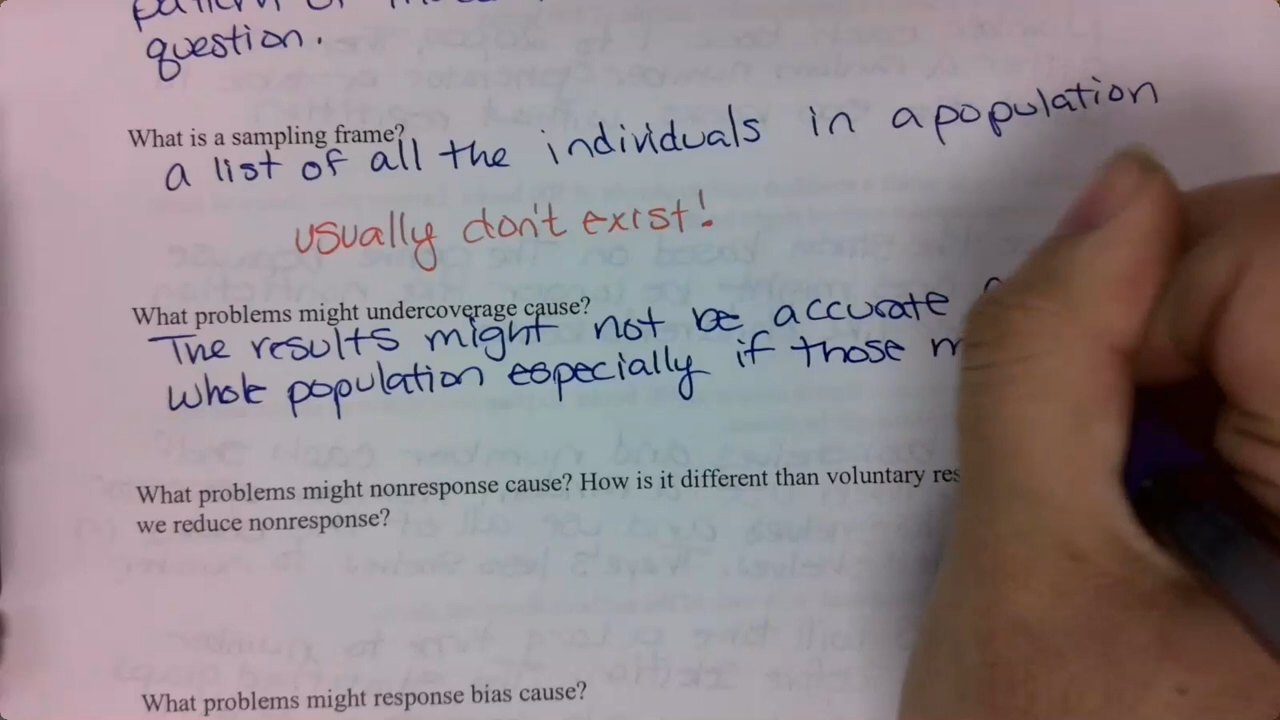 question.
What is a sampling frame?
a list of all the individuals in a population
usually don't exist!
What problems might undercoverage cause?
The results might not be accurate
whole population especially if those
What problems might nonresponse cause? How is it different than voluntary
we reduce nonresponse?
What problems might response bias cause?